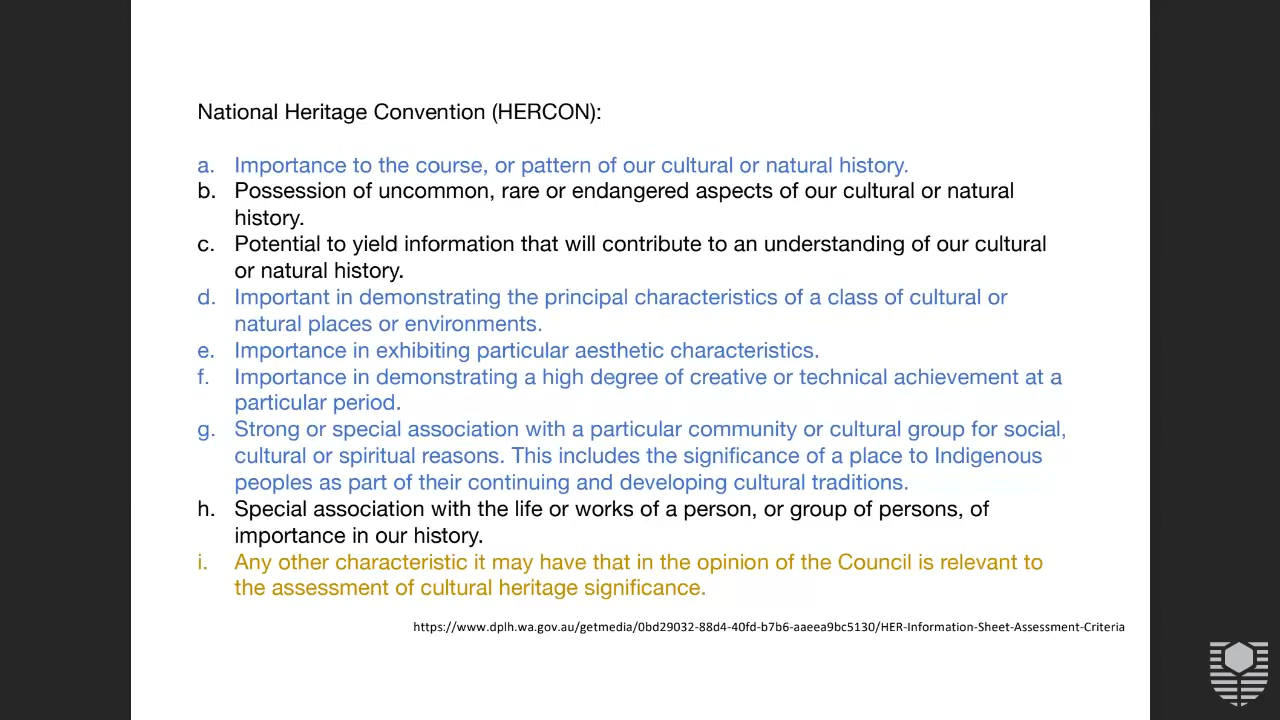 National Heritage Convention (HERCON):
a. Importance to the course, or pattern of our cultural or natural history.
b. Possession of uncommon, rare or endangered aspects of our cultural or natural
history.
c. Potential to yield information that will contribute to an understanding of our cultural
or natural history.
d. Important in demonstrating the principal characteristics of a class of cultural or
natural places or environments.
e. Importance in exhibiting particular aesthetic characteristics.
f. Importance in demonstrating a high degree of creative or technical achievement at a
particular period.
g. Strong or special association with a particular community or cultural group for social,
cultural or spiritual reasons. This includes the significance of a place to Indigenous
peoples as part of their continuing and developing cultural traditions.
h. Special association with the life or works of a person, or group of persons, of
importance in our history.
i. Any other characteristic it may have that in the opinion of the Council is relevant to
the assessment of cultural heritage significance.
https://www.dplh.wa.gov.au/getmedia/0bd29032-88d4-40fd-b7b6-aaeea9bc5130/HER-Information-Sheet-Assessment-Criteria